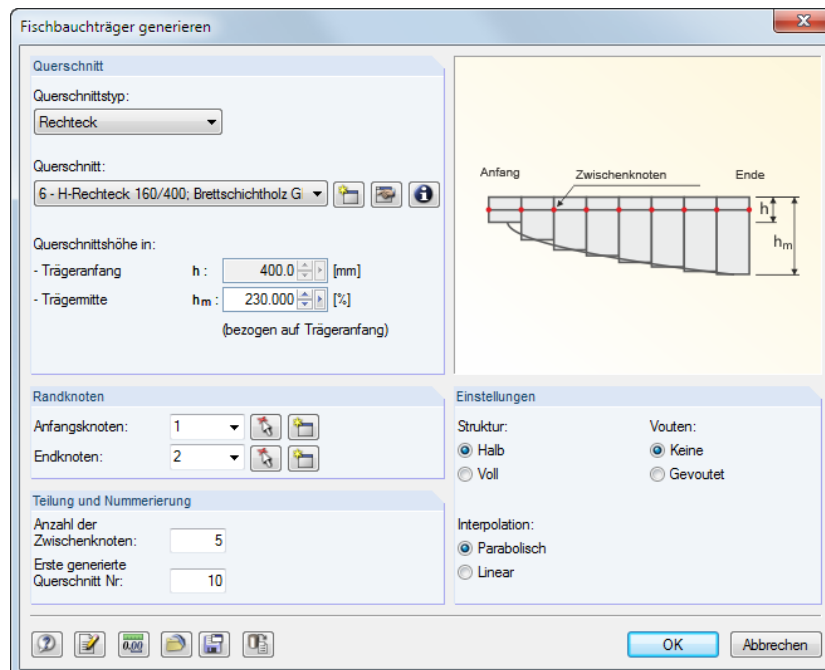 Fischbauchträger generieren
Querschnitt
Querschnittstyp:
Rechteck
Querschnitt:
6 - H-Rechteck 160/400; Brettschichtholz Gl
Querschnittshöhe in:
- Trägeranfang h : 400.0 [mm]
- Trägermitte hm : 230.000 [%]
(bezogen auf Trägeranfang)
Anfang Zwischenknoten Ende
h
hm
Randknoten
Anfangsknoten: 1
Endknoten: 2
Teilung und Nummerierung
Anzahl der
Zwischenknoten: 5
Erste generierte
Querschnitt Nr: 10
Einstellungen
Struktur: Vouten:
Halb Keine
Voll Gevoutet
Interpolation:
Parabolisch
Linear
0.00
OK Abbrechen